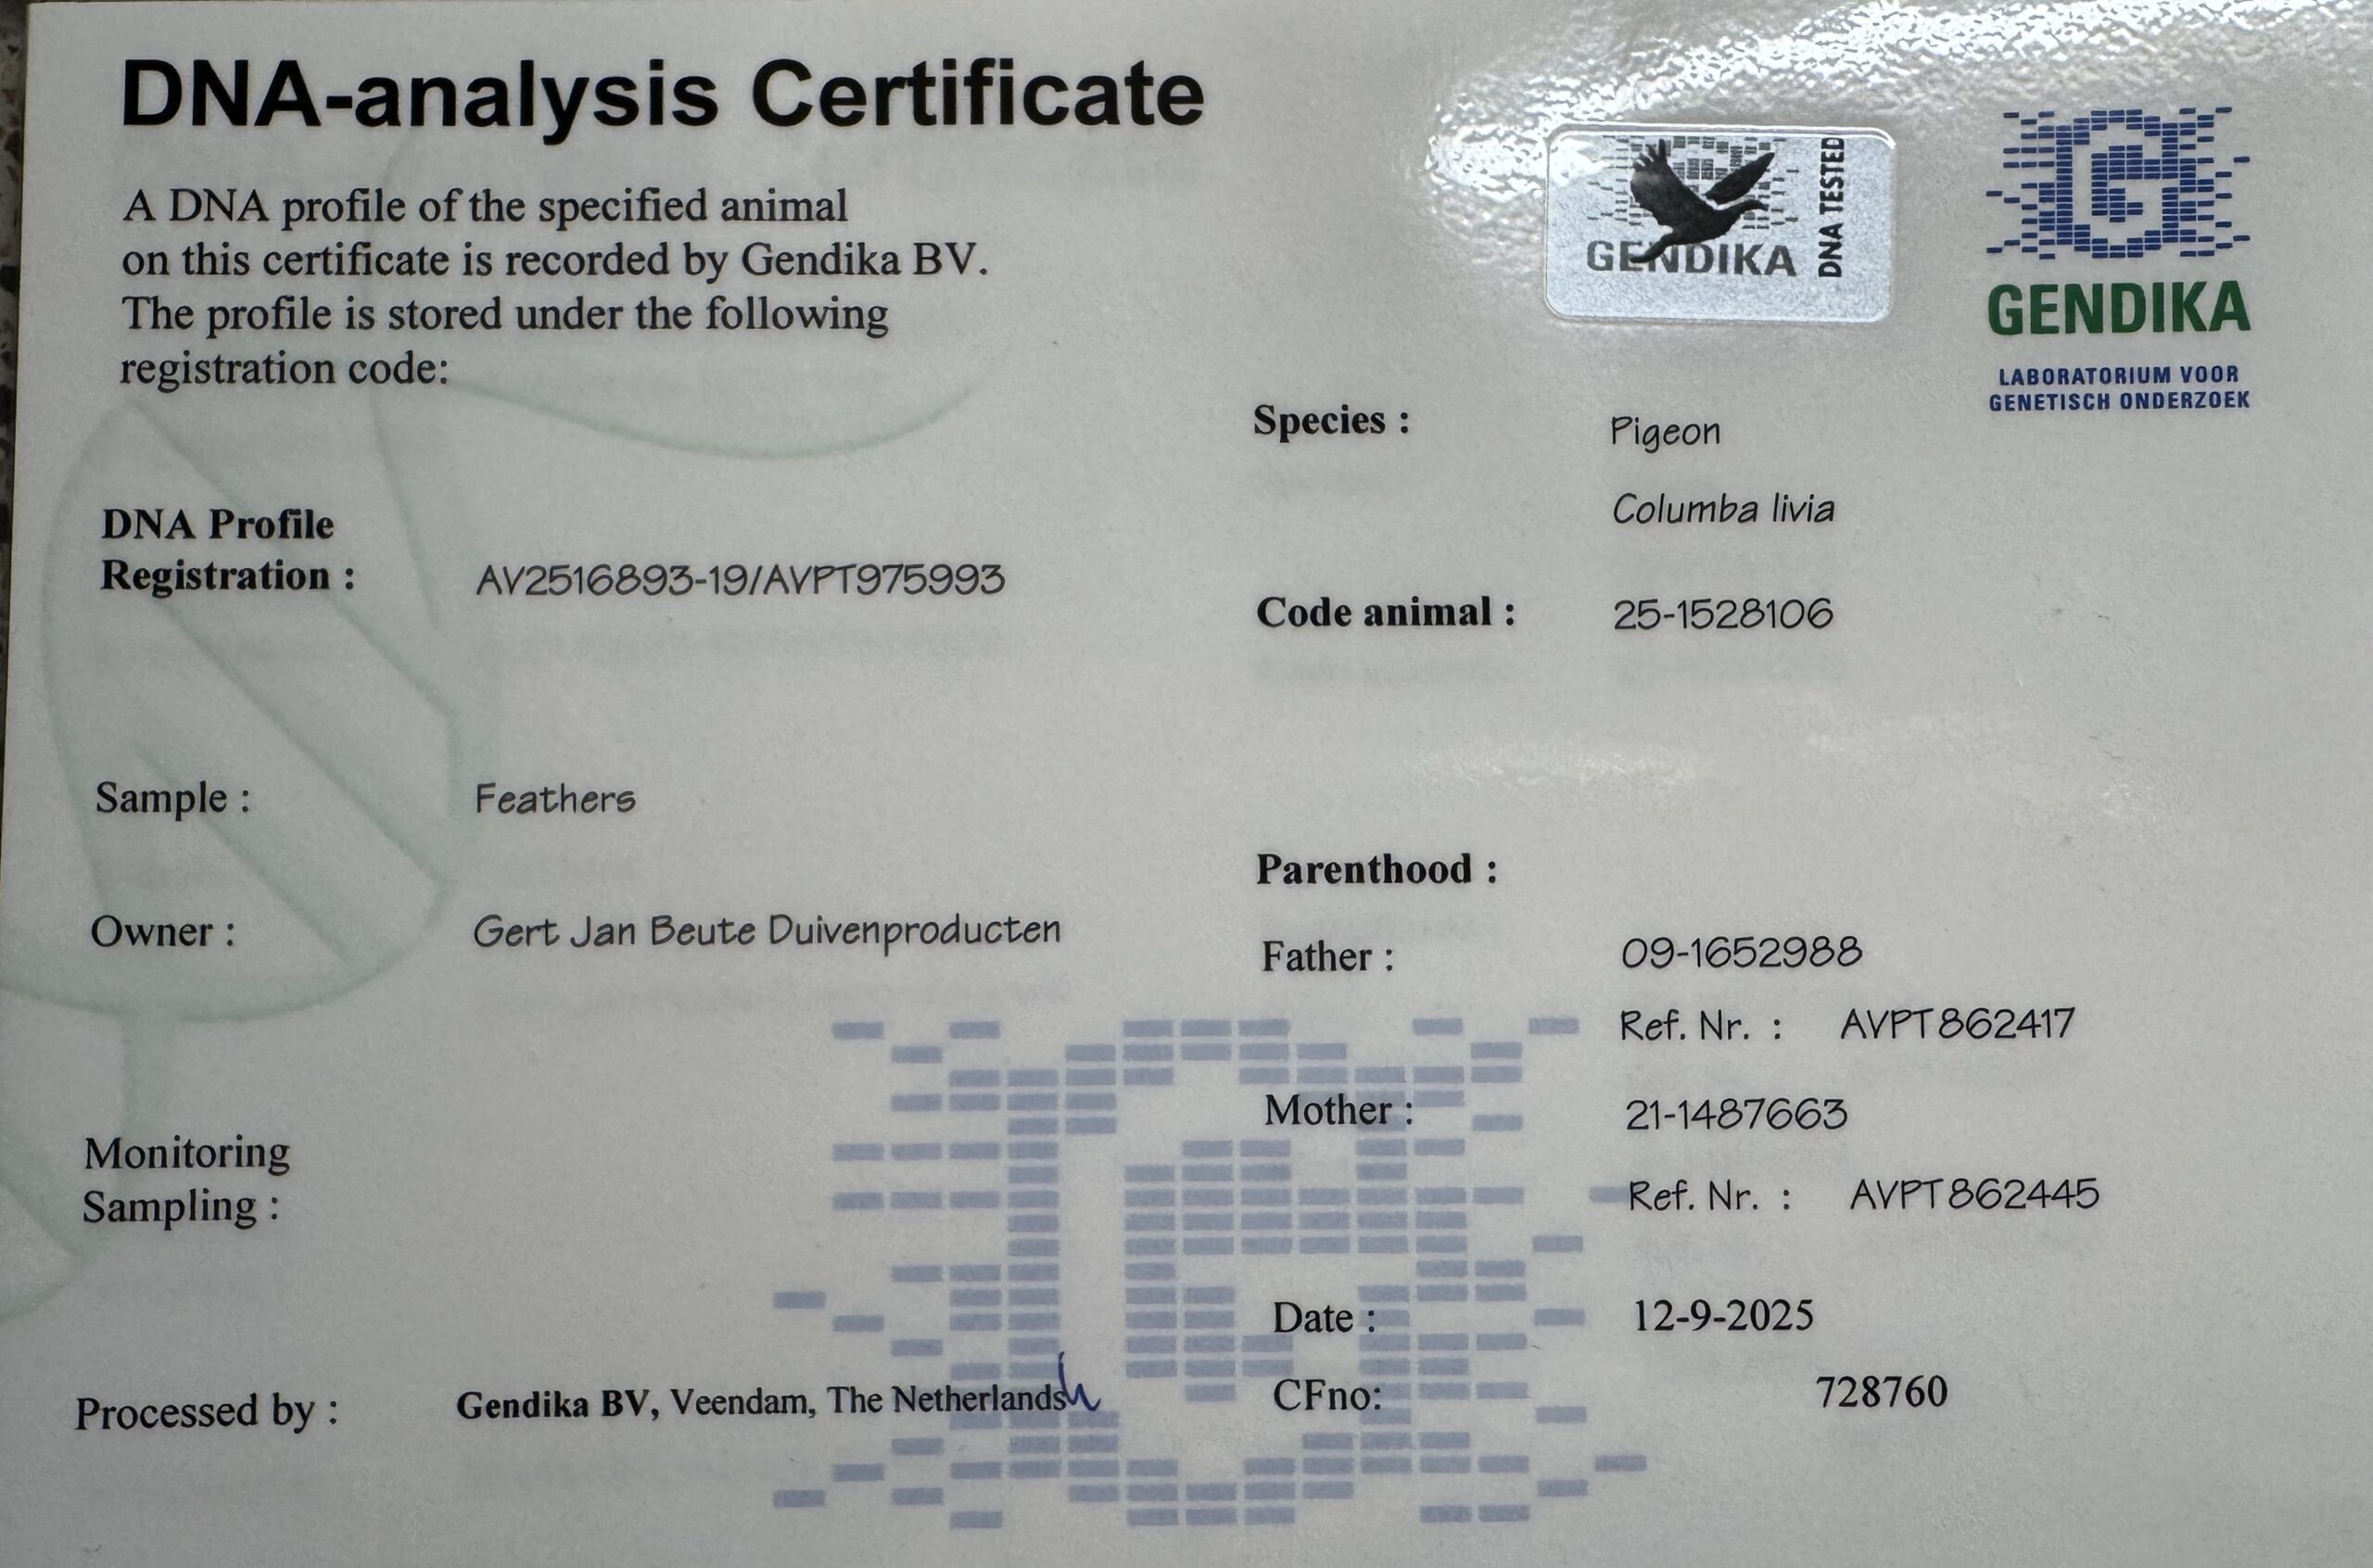 DNA-analysis Certificate
A DNA profile of the specified animal
on this certificate is recorded by Gendika BV.
The profile is stored under the following
registration code:
GENDIKA
DNA TESTED
GENDIKA
LABORATORIUM VOOR
GENETISCH ONDERZOEK
DNA Profile
Registration : AV2516893-19/AVPT975993
Sample : Feathers
Owner : Gert Jan Beute Duivenproducten
Monitoring
Sampling :
Processed by : Gendika BV, Veendam, The Netherlands
Species : Pigeon
Columba livia
Code animal : 25-1528106
Parenthood :
Father : 09-1652988
Ref. Nr. : AVPT862417
Mother : 21-1487663
Ref. Nr. : AVPT862445
Date : 12-9-2025
CFno: 728760